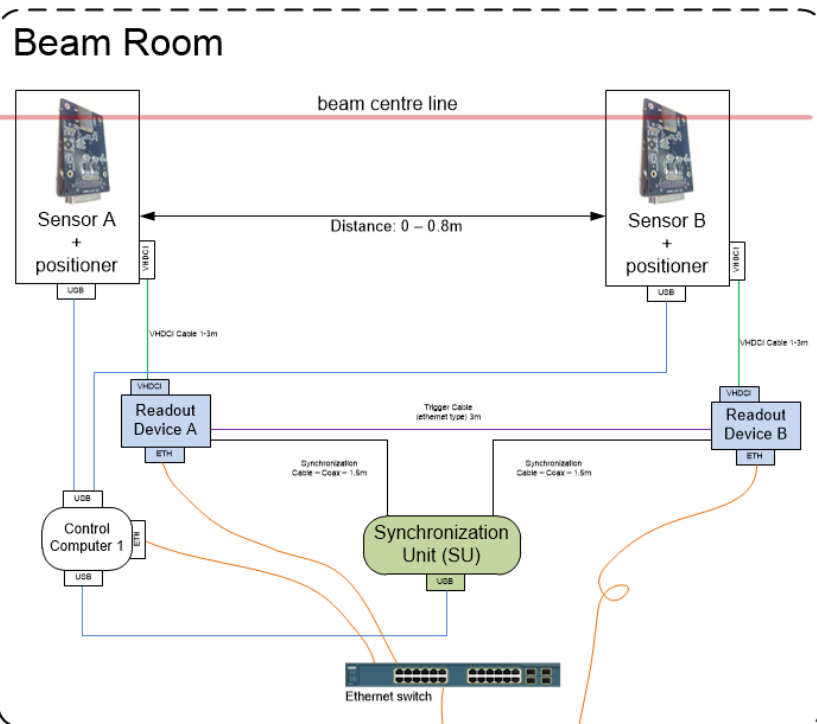 Beam Room
beam centre line
Sensor A
+
positioner
Distance: 0 – 0.8m
Sensor B
+
positioner
VHDCI
VHDCI
USB
USB
VHDCI Cable 1-3m
VHDCI Cable 1-3m
VHDCI
Readout
Device A
ETH
Trigger Cable
(ethernet type) 3m
VHDCI
Readout
Device B
ETH
Synchronization
Cable – Coax – 1.5m
Synchronization
Cable – Coax – 1.5m
USB
Control
Computer 1
ETH
USB
Synchronization
Unit (SU)
USB
Ethernet switch